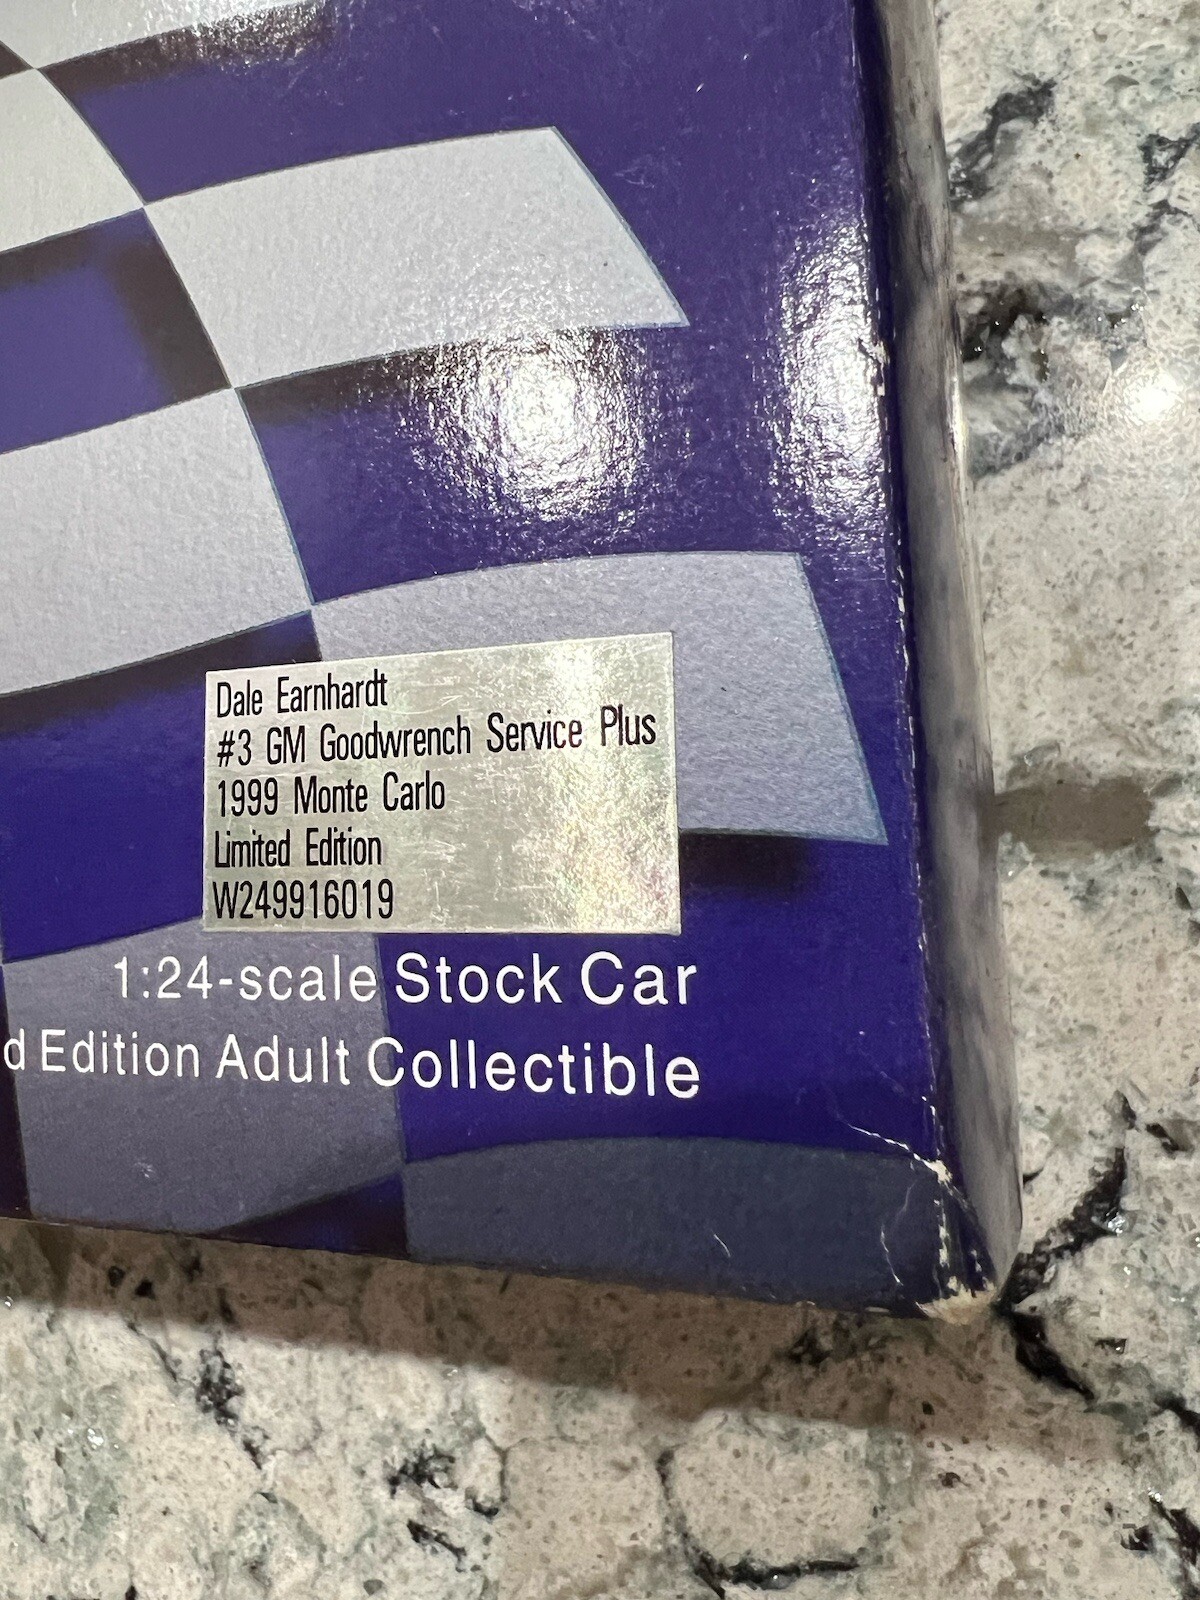 Dale Earnhardt
#3 GM Goodwrench Service Plus
1999 Monte Carlo
Limited Edition
W249916019
1:24-scale Stock Car
d Edition Adult Collectible